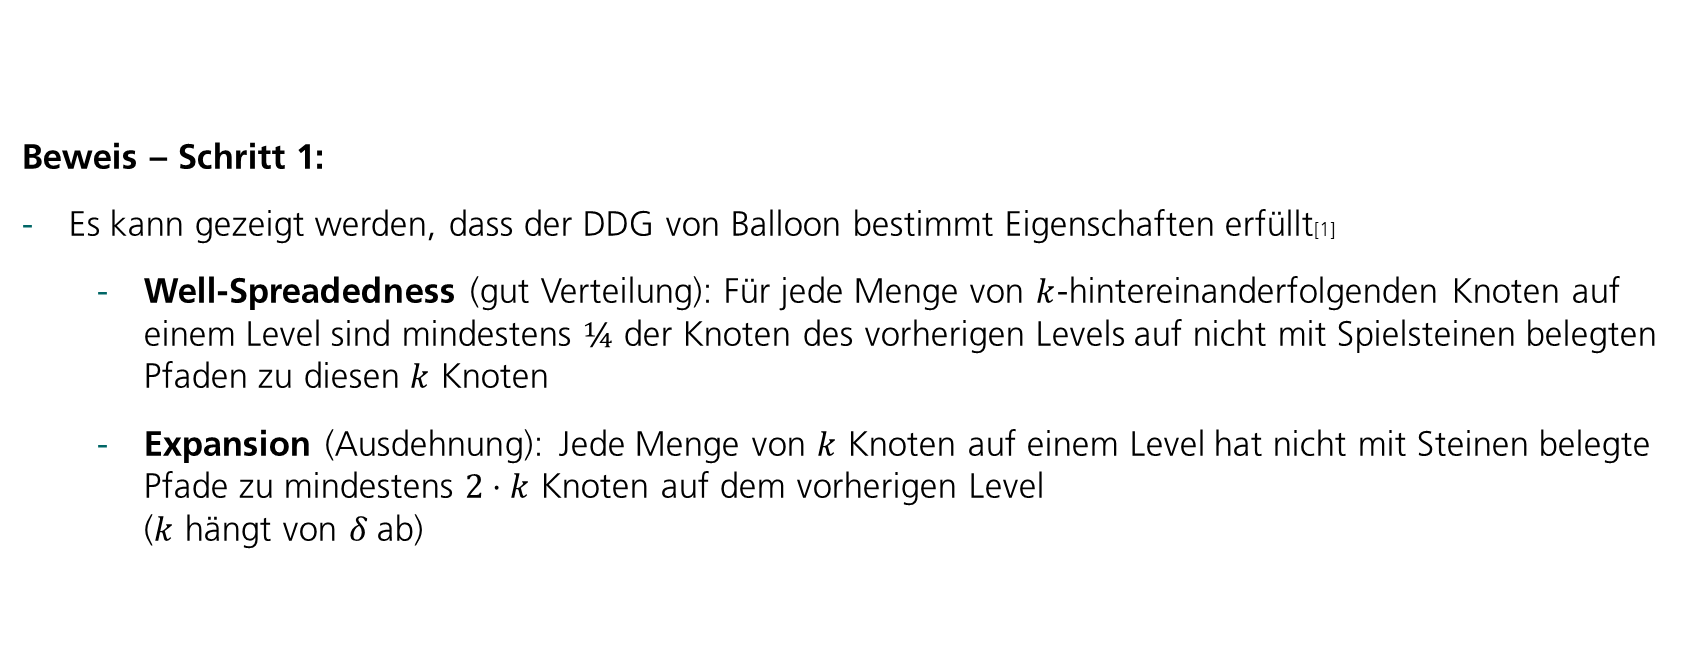 Beweis – Schritt 1:
- Es kann gezeigt werden, dass der DDG von Balloon bestimmt Eigenschaften erfüllt[1]
- Well-Spreadedness (gut Verteilung): Für jede Menge von k-hintereinanderfolgenden Knoten auf
einem Level sind mindestens ¼ der Knoten des vorherigen Levels auf nicht mit Spielsteinen belegten
Pfaden zu diesen k Knoten
- Expansion (Ausdehnung): Jede Menge von k Knoten auf einem Level hat nicht mit Steinen belegte
Pfade zu mindestens 2 · k Knoten auf dem vorherigen Level
(k hängt von δ ab)